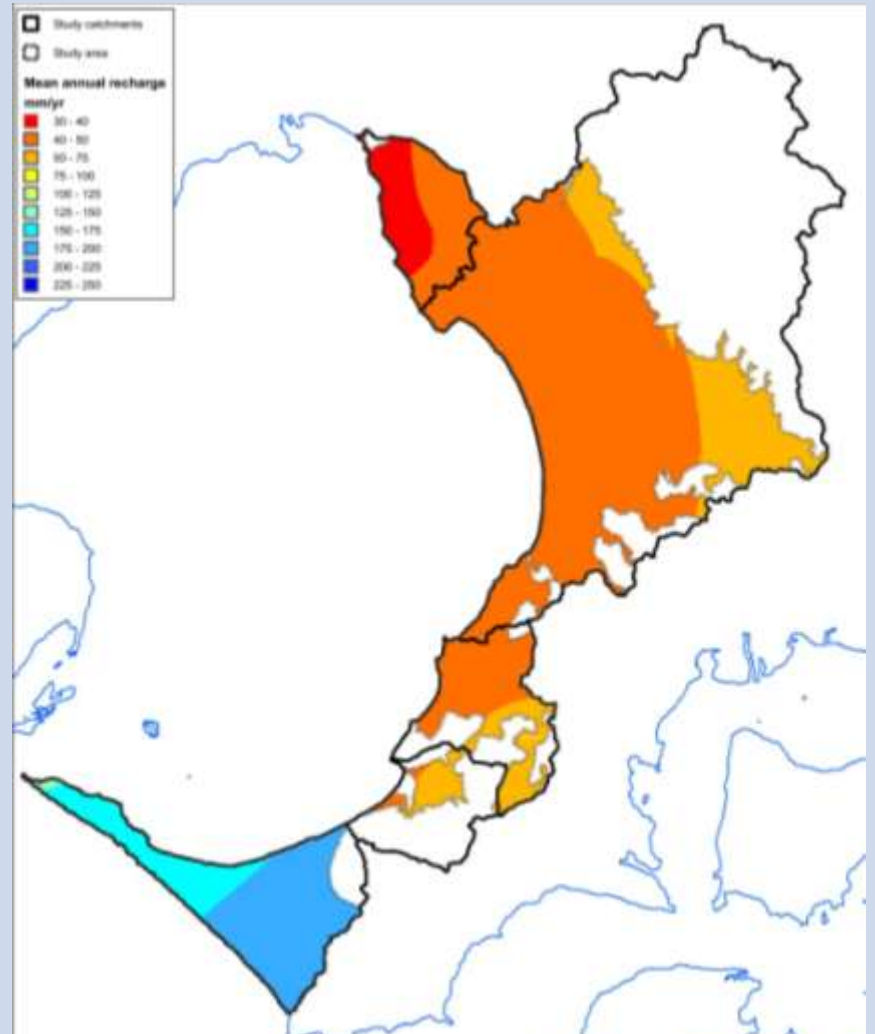 Study catchments
Study area
Mean annual recharge
mm/yr
30 - 40
40 - 50
50 - 75
75 - 100
100 - 125
125 - 150
150 - 175
175 - 200
200 - 225
225 - 250